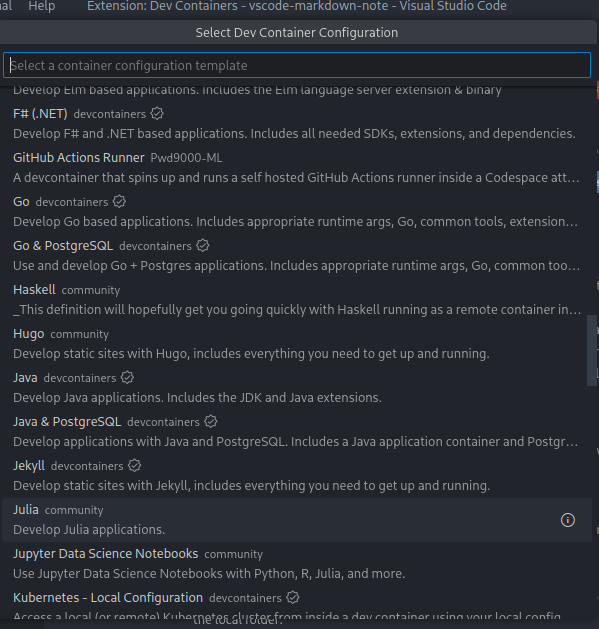 nal Help Extension: Dev Containers - vscode-markdown-note - Visual Studio Code
Select Dev Container Configuration
Select a container configuration template
Develop Elm based applications. Includes the Elm language server extension & binary
F# (.NET) devcontainers
Develop F# and .NET based applications. Includes all needed SDKs, extensions, and dependencies.
GitHub Actions Runner Pwd9000-ML
A devcontainer that spins up and runs a self hosted GitHub Actions runner inside a Codespace att...
Go devcontainers
Develop Go based applications. Includes appropriate runtime args, Go, common tools, extension...
Go & PostgreSQL devcontainers
Use and develop Go + Postgres applications. Includes appropriate runtime args, Go, common too...
Haskell community
_This definition will hopefully get you going quickly with Haskell running as a remote container in...
Hugo community
Develop static sites with Hugo, includes everything you need to get up and running.
Java devcontainers
Develop Java applications. Includes the JDK and Java extensions.
Java & PostgreSQL devcontainers
Develop applications with Java and PostgreSQL. Includes a Java application container and Postgr...
Jekyll devcontainers
Develop static sites with Jekyll, includes everything you need to get up and running.
Julia community
Develop Julia applications.
Jupyter Data Science Notebooks community
Use Jupyter Data Science Notebooks with Python, R, Julia, and more.
Kubernetes - Local Configuration devcontainers
Access a local (or remote) Kubernetes cluster from inside a dev container using your local config.
the local folder.